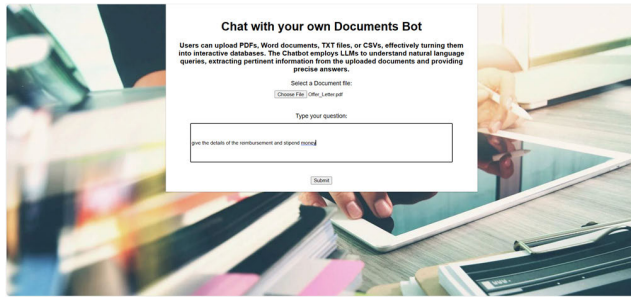 Chat with your own Documents Bot
Users can upload PDFs, Word documents, TXT files, or CSVs, effectively turning them
into interactive databases. The Chatbot employs LLMs to understand natural language
queries, extracting pertinent information from the uploaded documents and providing
precise answers.
Select a Document file:
Choose File Offer_Letter.pdf
Type your question:
give the details of the reimbursement and stipend money
Submit